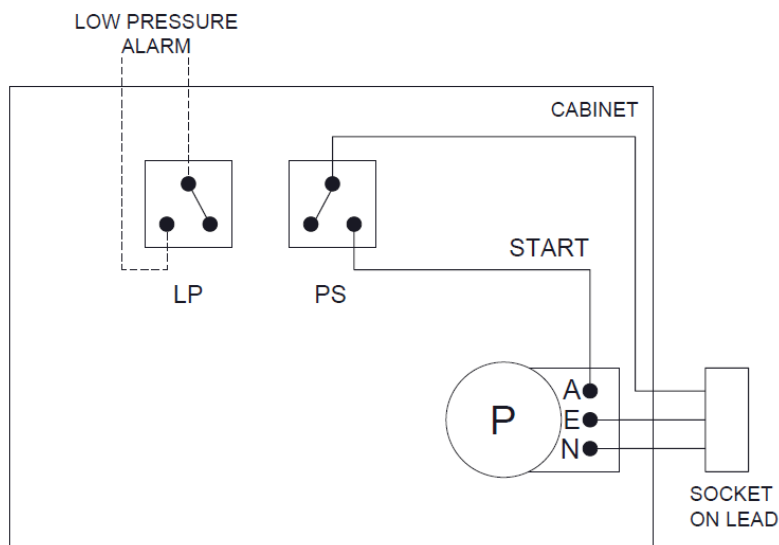 LOW PRESSURE
ALARM
CABINET
START
LP
PS
A
P
E
N
SOCKET
ON LEAD